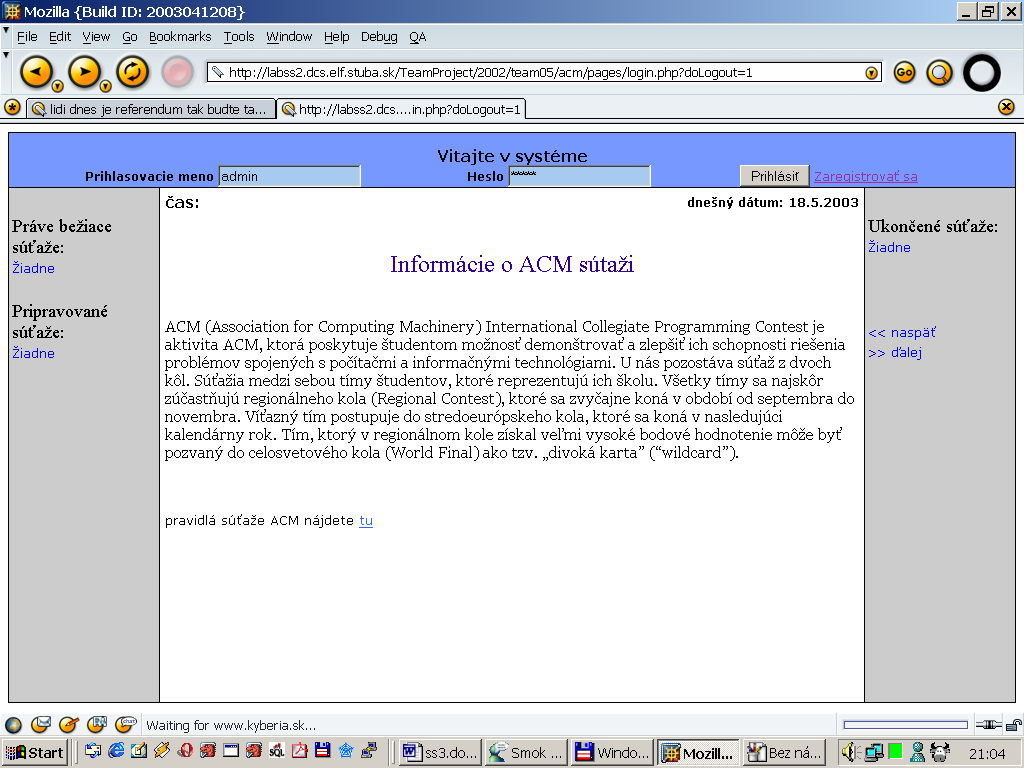 Mozilla {Build ID: 2003041208}
File Edit View Go Bookmarks Tools Window Help Debug QA
http://labss2.dcs.elf.stuba.sk/TeamProject/2002/team05/acm/pages/login.php?doLogout=1
Go
lidi dnes je referendum tak budte ta...
http://labss2.dcs....in.php?doLogout=1
Vitajte v systéme
Prihlasovacie meno admin Heslo ****** Prihlásiť Zaregistrovať sa
Práve bežiace
súťaže:
Žiadne
Pripravované
súťaže:
Žiadne
čas: dnešný dátum: 18.5.2003
Informácie o ACM sútaži
ACM (Association for Computing Machinery) International Collegiate Programming Contest je
aktivita ACM, ktorá poskytuje študentom možnosť demonštrovať a zlepšiť ich schopnosti riešenia
problémov spojených s počítačmi a informačnými technológiami. U nás pozostáva súťaž z dvoch
kôl. Súťažia medzi sebou tímy študentov, ktoré reprezentujú ich školu. Všetky tímy sa najskôr
zúčastňujú regionálneho kola (Regional Contest), ktoré sa zvyčajne koná v období od septembra do
novembra. Víťazný tím postupuje do stredoeurópskeho kola, ktoré sa koná v nasledujúci
kalendárny rok. Tím, ktorý v regionálnom kole získal veľmi vysoké bodové hodnotenie môže byť
pozvaný do celosvetového kola (World Final) ako tzv. „divoká karta” (“wildcard”).
pravidlá súťaže ACM nájdete tu
Ukončené súťaže:
Žiadne
<< naspäť
>> ďalej
Waiting for www.kyberia.sk...
Start
ss3.do...
Smok ...
Windo...
Mozill...
Bez ná...
21:04